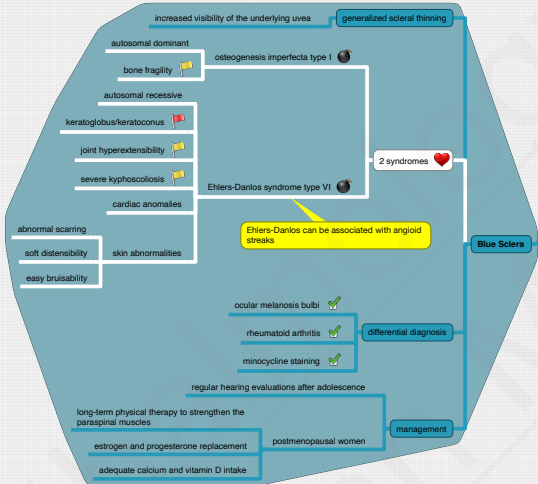 increased visibility of the underlying uvea
generalized scleral thinning
autosomal dominant
osteogenesis imperfecta type I
bone fragility
autosomal recessive
keratoglobus/keratoconus
joint hyperextensibility
2 syndromes
severe kyphoscoliosis
Ehlers-Danlos syndrome type VI
cardiac anomalies
abnormal scarring
Ehlers-Danlos can be associated with angioid
streaks
soft distensibility
skin abnormalities
Blue Sclera
easy bruisability
ocular melanosis bulbi
rheumatoid arthritis
differential diagnosis
minocycline staining
regular hearing evaluations after adolescence
long-term physical therapy to strengthen the
paraspinal muscles
management
estrogen and progesterone replacement
postmenopausal women
adequate calcium and vitamin D intake